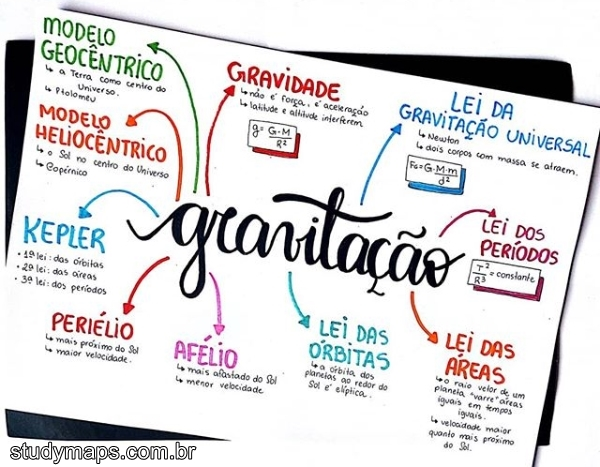 MODELO
GEOCÊNTRICO
↳ a Terra como centro do
Universo.
↳ Ptolomeu
MODELO
HELIOCÊNTRICO
↳ o Sol no centro do Universo
↳ Copérnico
GRAVIDADE
↳ não é força, é aceleração
↳ latitude e altitude interferem
g = G·M
R²
LEI DA
GRAVITAÇÃO UNIVERSAL
↳ Newton
↳ dois corpos com massa se atraem.
FG = G·M·m
d²
gravitação
KEPLER
• 1ª lei: das órbitas
• 2ª lei: das áreas
• 3ª lei: dos períodos
LEI DOS
PERÍODOS
T² = constante
R³
PERIÉLIO
↳ mais próximo do Sol
↳ maior velocidade.
AFÉLIO
↳ mais afastado do Sol
↳ menor velocidade
LEI DAS
ÓRBITAS
↳ a órbita dos
planetas ao redor do
Sol é elíptica.
LEI DAS
ÁREAS
↳ o raio vetor de um
planeta "varre" áreas
iguais em tempos
iguais.
↳ velocidade maior
quanto mais próximo
do Sol.
studymaps.com.br